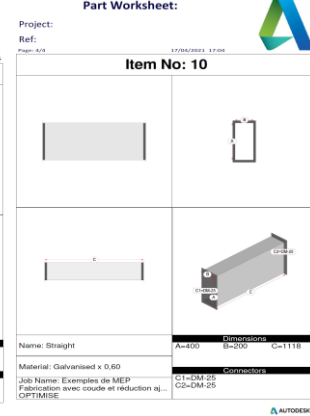 Part Worksheet:
Project:
Ref:
Page: 4/4 17/04/2021 17:04
Item No: 10
A
B
C
C2=DM-25
B
C1=DM-25
A
C
Name: Straight
Dimensions
A=400 B=200 C=1118
Material: Galvanised x 0,60
Connectors
C1=DM-25
C2=DM-25
Job Name: Exemples de MEP
Fabrication avec coude et réduction aj...
OPTIMISE
AUTODESK